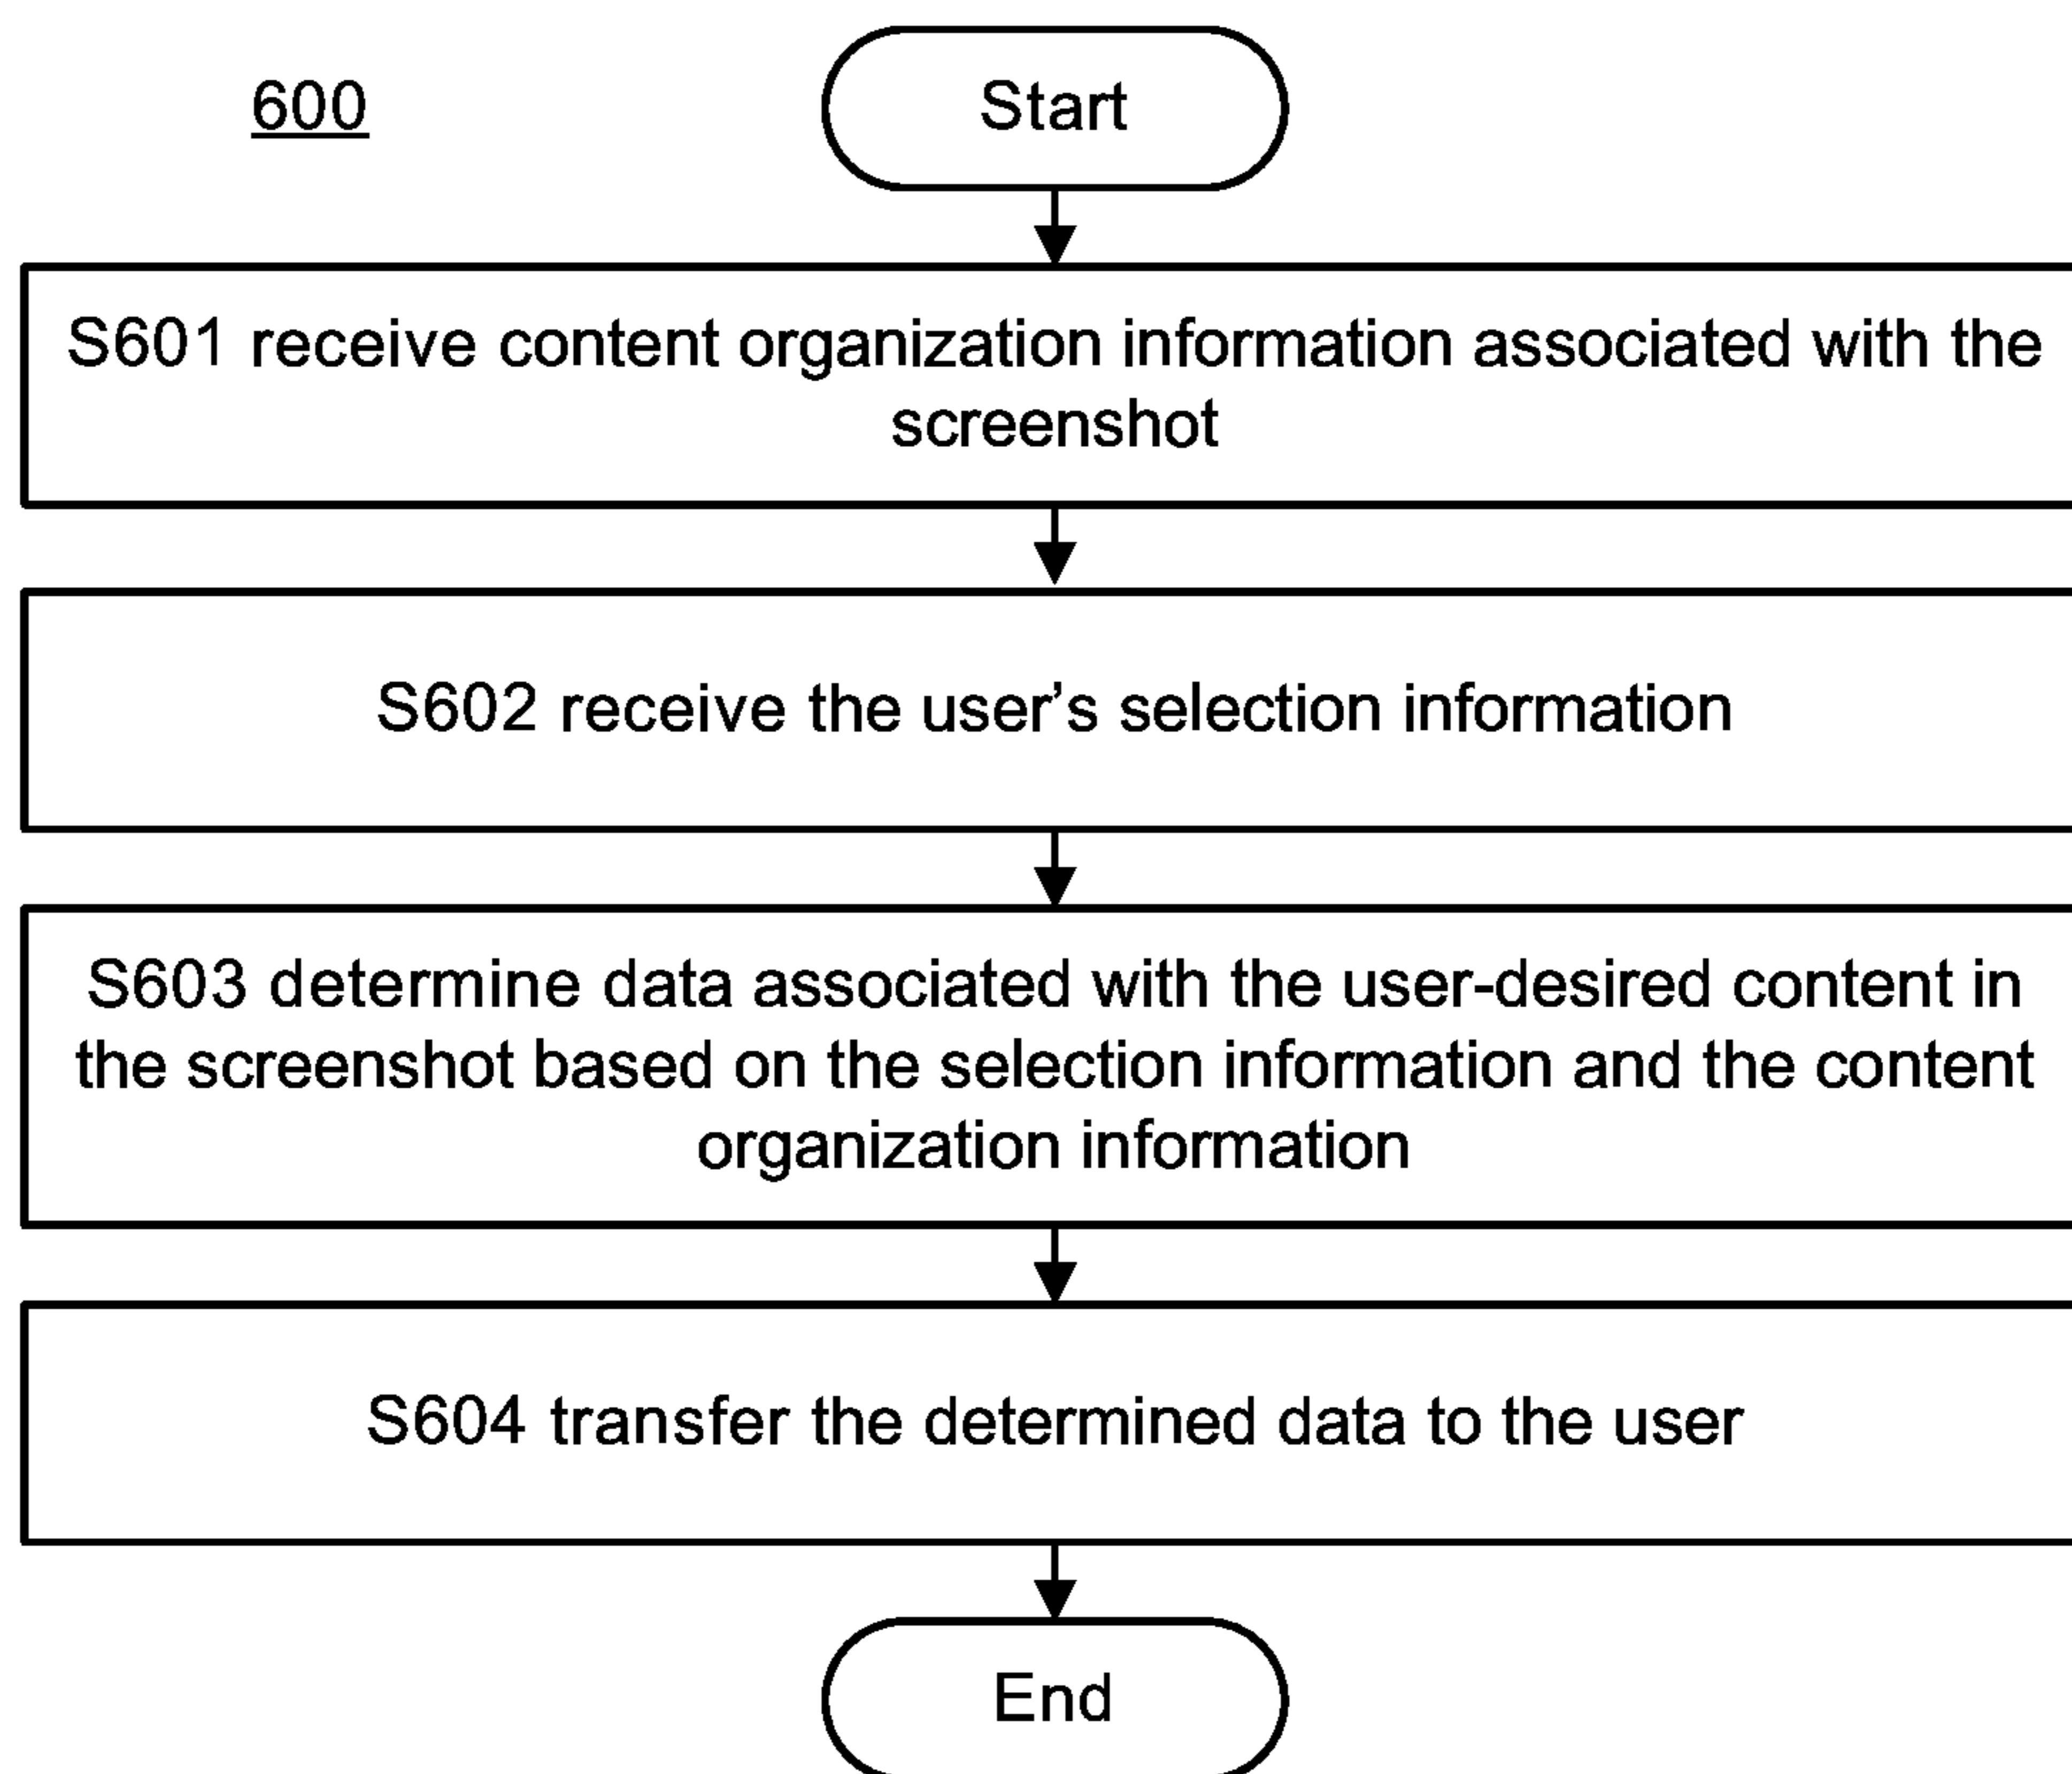 600
Start
S601 receive content organization information associated with the
screenshot
S602 receive the user’s selection information
S603 determine data associated with the user-desired content in
the screenshot based on the selection information and the content
organization information
S604 transfer the determined data to the user
End